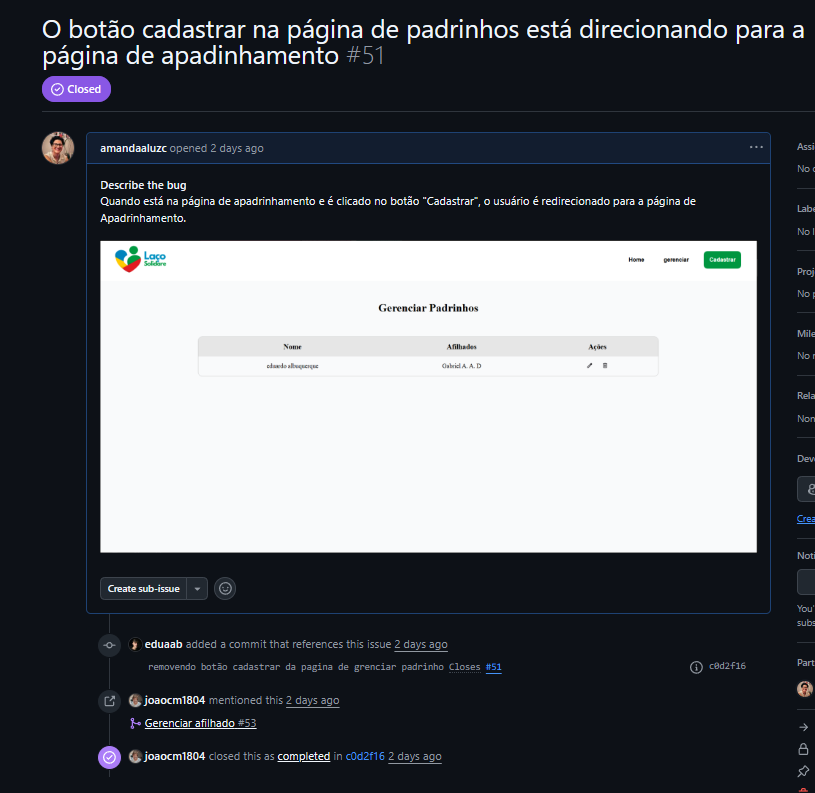 O botão cadastrar na página de padrinhos está direcionando para a
página de apadinhamento #51
Closed
amandaaluzc opened 2 days ago
Describe the bug
Quando está na página de apadrinhamento e é clicado no botão "Cadastrar", o usuário é redirecionado para a página de
Apadrinhamento.
Laço
Solidáre
Home gerenciar Cadastrar
Gerenciar Padrinhos
Nome Afilhados Ações
eduardo albuquerque Gabriel A. A. D
Create sub-issue
eduaab added a commit that references this issue 2 days ago
removendo botão cadastrar da pagina de grenciar padrinho Closes #51
c0d2f16
joaocm1804 mentioned this 2 days ago
Gerenciar afilhado #53
joaocm1804 closed this as completed in c0d2f16 2 days ago
Assi
No
Labe
No l
Proj
No p
Mile
No
Rela
Non
Deve
Crea
Noti
You'
subs
Part